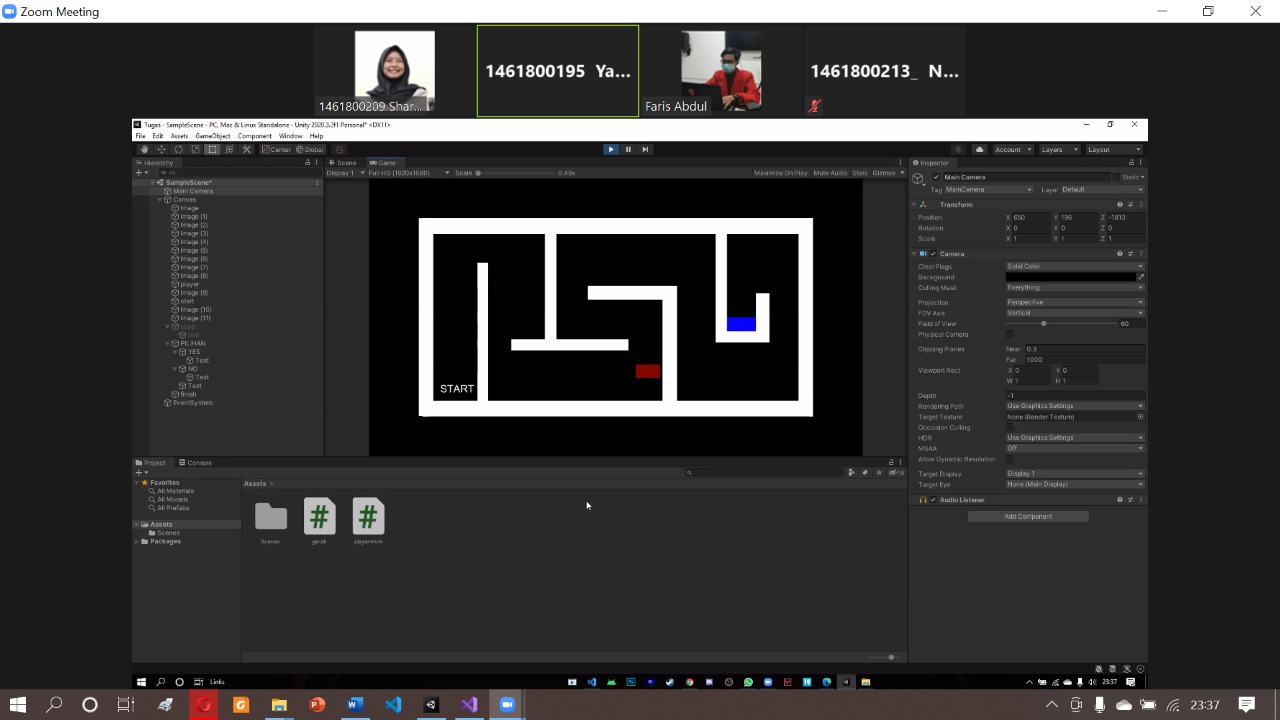 Zoom Meeting
1461800209 Shar...
1461800195 Ya...
Faris Abdul
1461800213_ N...
Tugas - SampleScene - PC, Mac & Linux Standalone - Unity 2020.3.2f1 Personal* <DX11>
File Edit Assets GameObject Component Window Help
Center Global
Account Layers Layout
Hierarchy
All
SampleScene*
Main Camera
Canvas
Image
Image (1)
Image (2)
Image (3)
Image (4)
Image (5)
Image (6)
Image (7)
Image (8)
player
Image (9)
start
Image (10)
Image (11)
PILIHAN
YES
Text
NO
Text
Text
finish
EventSystem
Scene Game
Display 1 Full HD (1920x1080) Scale 0.49x Maximize On Play Mute Audio Stats Gizmos
START
Inspector
Main Camera Static
Tag MainCamera Layer Default
Transform
Position X 650 Y 196 Z -1813
Rotation X 0 Y 0 Z 0
Scale X 1 Y 1 Z 1
Camera
Clear Flags Solid Color
Background
Culling Mask Everything
Projection Perspective
FOV Axis Vertical
Field of View 60
Physical Camera
Clipping Planes Near 0.3
Far 1000
Viewport Rect X 0 Y 0
W 1 H 1
Depth -1
Rendering Path Use Graphics Settings
Target Texture None (Render Texture)
Occlusion Culling
HDR Use Graphics Settings
MSAA Off
Allow Dynamic Resolution
Target Display Display 1
Target Eye None (Main Display)
Audio Listener
Add Component
Project Console
Favorites
All Materials
All Models
All Prefabs
Assets
Scenes
Packages
Assets >
Scenes
gerak
playermvm
Links
23:37
23:37